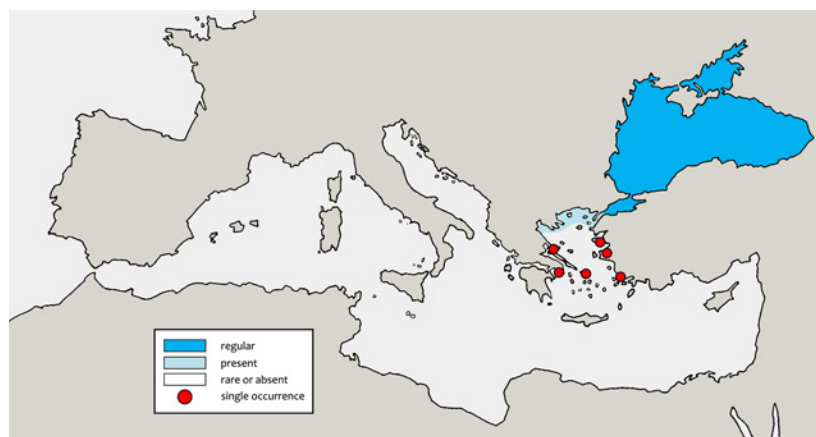 regular
present
rare or absent
single occurrence